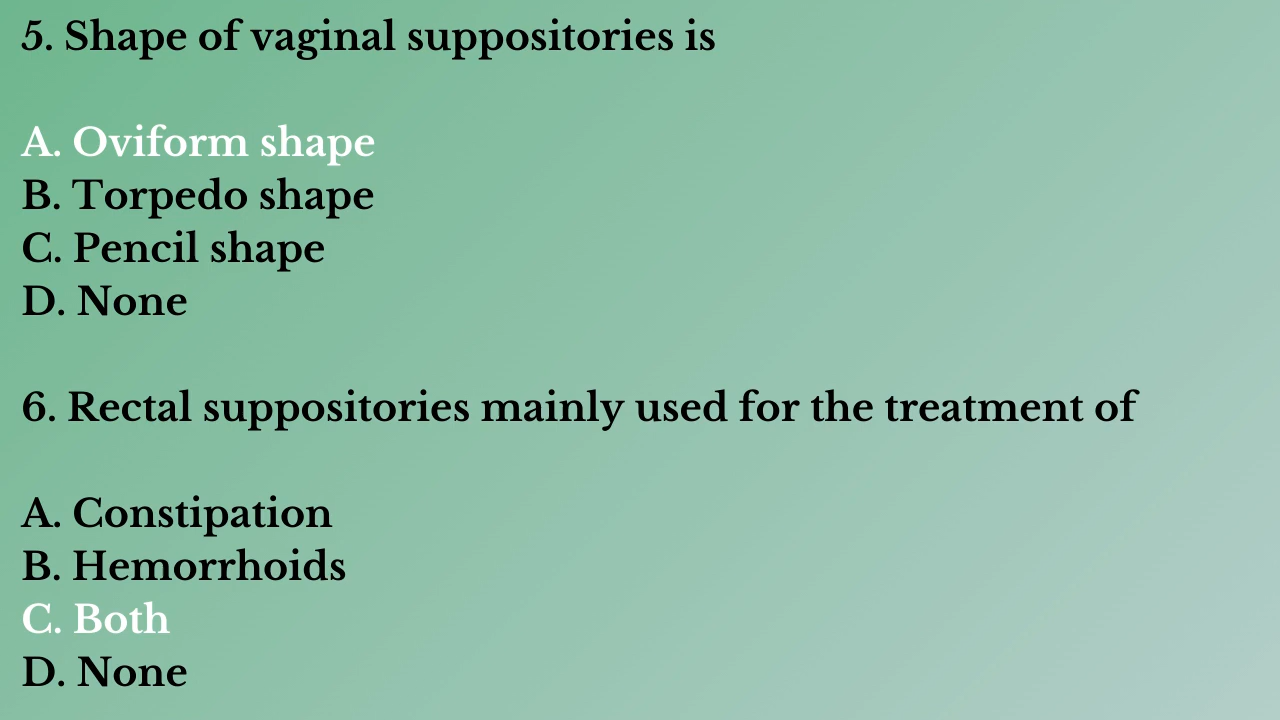 5. Shape of vaginal suppositories is
A. Oviform shape
B. Torpedo shape
C. Pencil shape
D. None
6. Rectal suppositories mainly used for the treatment of
A. Constipation
B. Hemorrhoids
C. Both
D. None